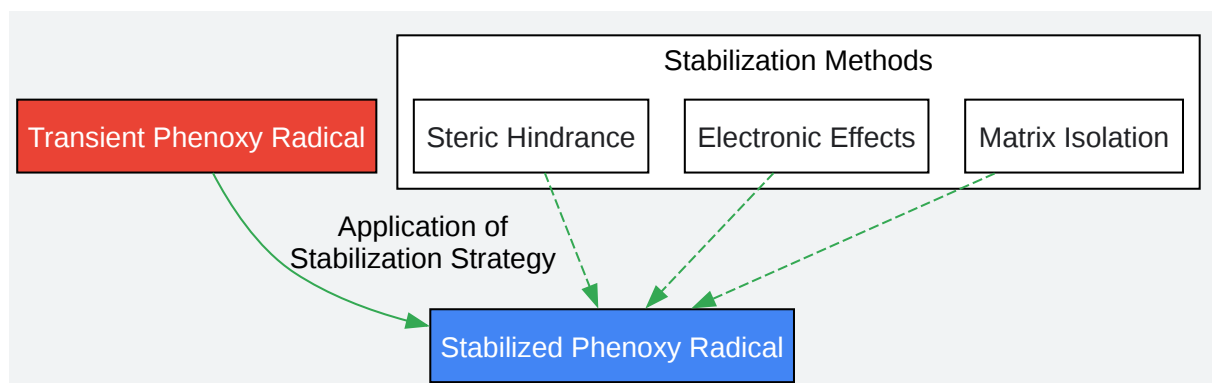 Stabilization Methods
Transient Phenoxy Radical
Steric Hindrance
Electronic Effects
Matrix Isolation
Application of
Stabilization Strategy
Stabilized Phenoxy Radical